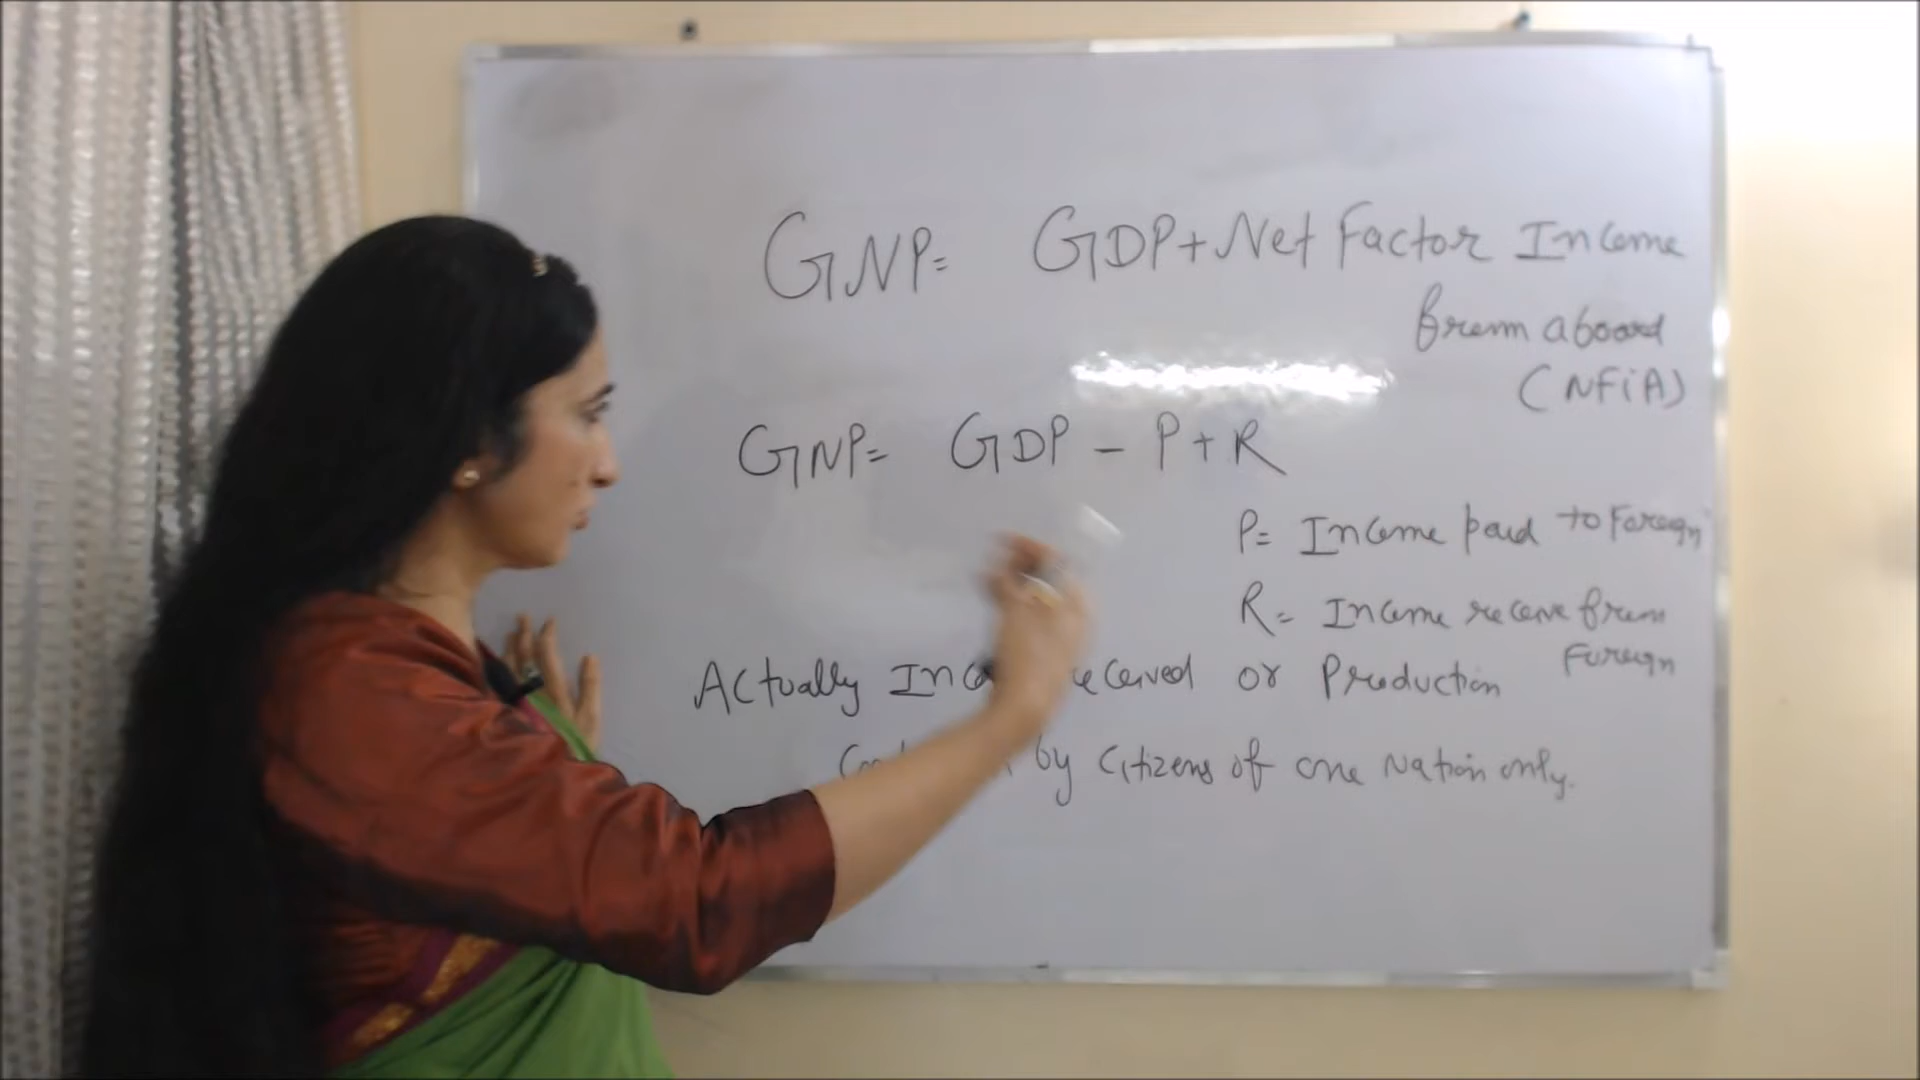 GNP= GDP+Net Factor Income
from aboard
(NFiA)
GNP= GDP - P+R
P= Income paid to Foreign
R= Income receive from
Foreign
Actually received or Production
by Citizens of one Nation only.